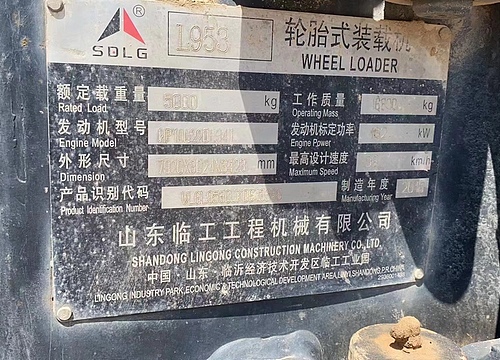 SDLG ®
L953
轮胎式装载机
WHEEL LOADER
额定载重量 5000 kg
Rated Load
工作质量 kg
Operating Mass
发动机型号
Engine Model
发动机标定功率 kW
Engine Power
外形尺寸 mm
Dimension
最高设计速度 km/h
Maximum Speed
产品识别代码
Product Identification Number
制造年度
Manufacturing Year
山东临工工程机械有限公司
SHANDONG LINGONG CONSTRUCTION MACHINERY CO.,LTD.
中国·山东·临沂经济技术开发区临工工业园
LINGONG INDUSTRY PARK, ECONOMIC & TECHNOLOGICAL DEVELOPMENT AREA, LINYI, SHANDONG, P.R. CHINA